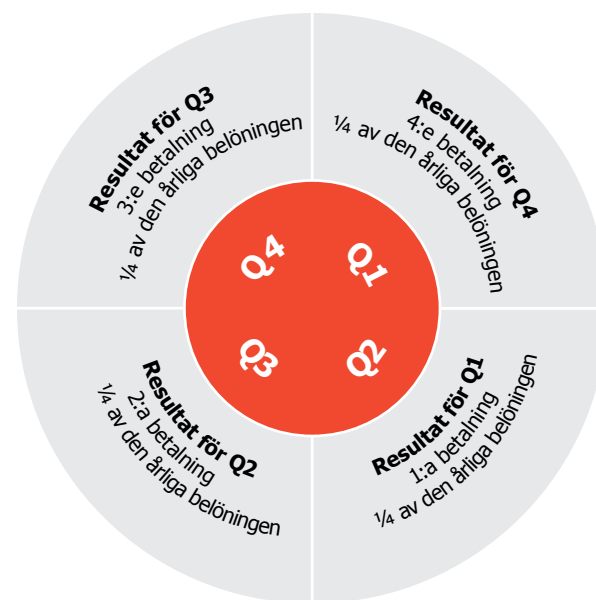 Resultat för Q3
3:e betalning
¼ av den årliga belöningen
Resultat för Q4
4:e betalning
¼ av den årliga belöningen
Q4
Q1
Q3
Q2
Resultat för Q2
2:a betalning
¼ av den årliga belöningen
Resultat för Q1
1:a betalning
¼ av den årliga belöningen